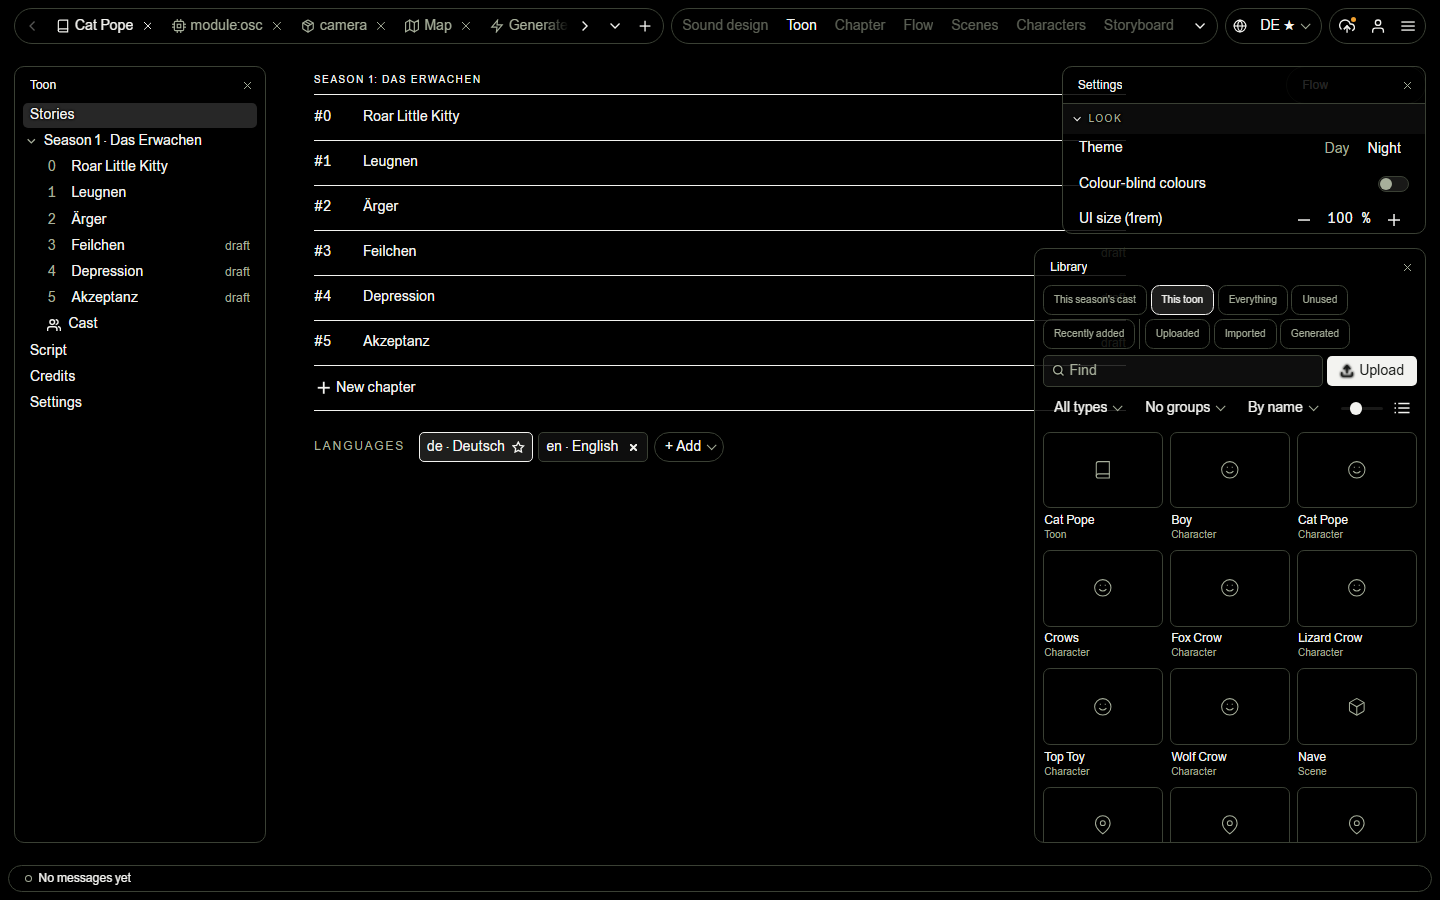 Cat Pope
module:osc
camera
Map
Generate
Sound design
Toon
Chapter
Flow
Scenes
Characters
Storyboard
DE ★
Toon
Stories
Season 1 · Das Erwachen
0 Roar Little Kitty
1 Leugnen
2 Ärger
3 Feilchen draft
4 Depression draft
5 Akzeptanz draft
Cast
Script
Credits
Settings
SEASON 1: DAS ERWACHEN
#0 Roar Little Kitty
#1 Leugnen
#2 Ärger
#3 Feilchen
#4 Depression
#5 Akzeptanz
New chapter
LANGUAGES
de · Deutsch
en · English
+ Add
Settings
Flow
LOOK
Theme Day Night
Colour-blind colours
UI size (1rem) 100 %
draft
Library
This season's cast
This toon
Everything
Unused
Recently added
Uploaded
Imported
Generated
draft
Find
Upload
All types
No groups
By name
Cat Pope
Toon
Boy
Character
Cat Pope
Character
Crows
Character
Fox Crow
Character
Lizard Crow
Character
Top Toy
Character
Wolf Crow
Character
Nave
Scene
No messages yet